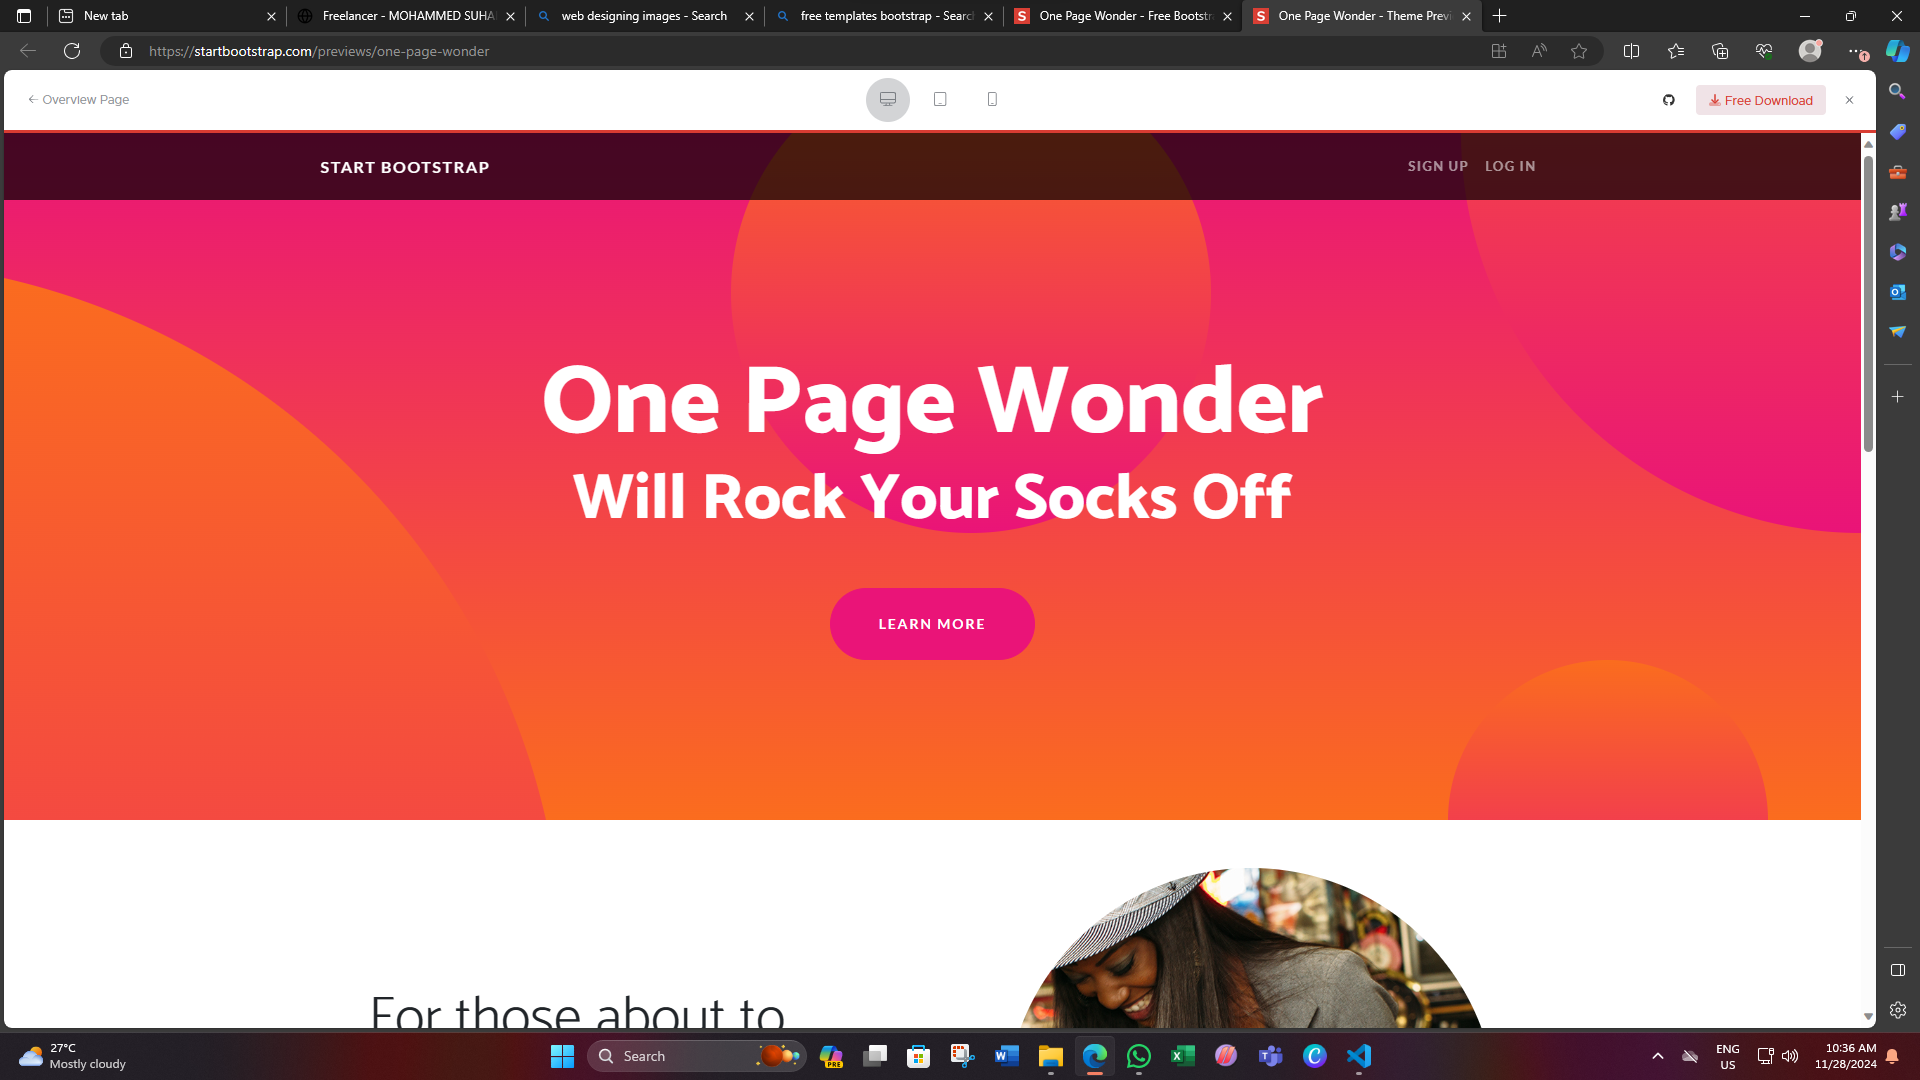 New tab
Freelancer - MOHAMMED SUHA
web designing images - Search
free templates bootstrap - Searc
One Page Wonder - Free Bootstr
One Page Wonder - Theme Previ
https://startbootstrap.com/previews/one-page-wonder
1
Overview Page
Free Download
START BOOTSTRAP
SIGN UP
LOG IN
One Page Wonder
Will Rock Your Socks Off
LEARN MORE
For those about to
27°C
Mostly cloudy
Search
PRE
ENG
US
10:36 AM
11/28/2024